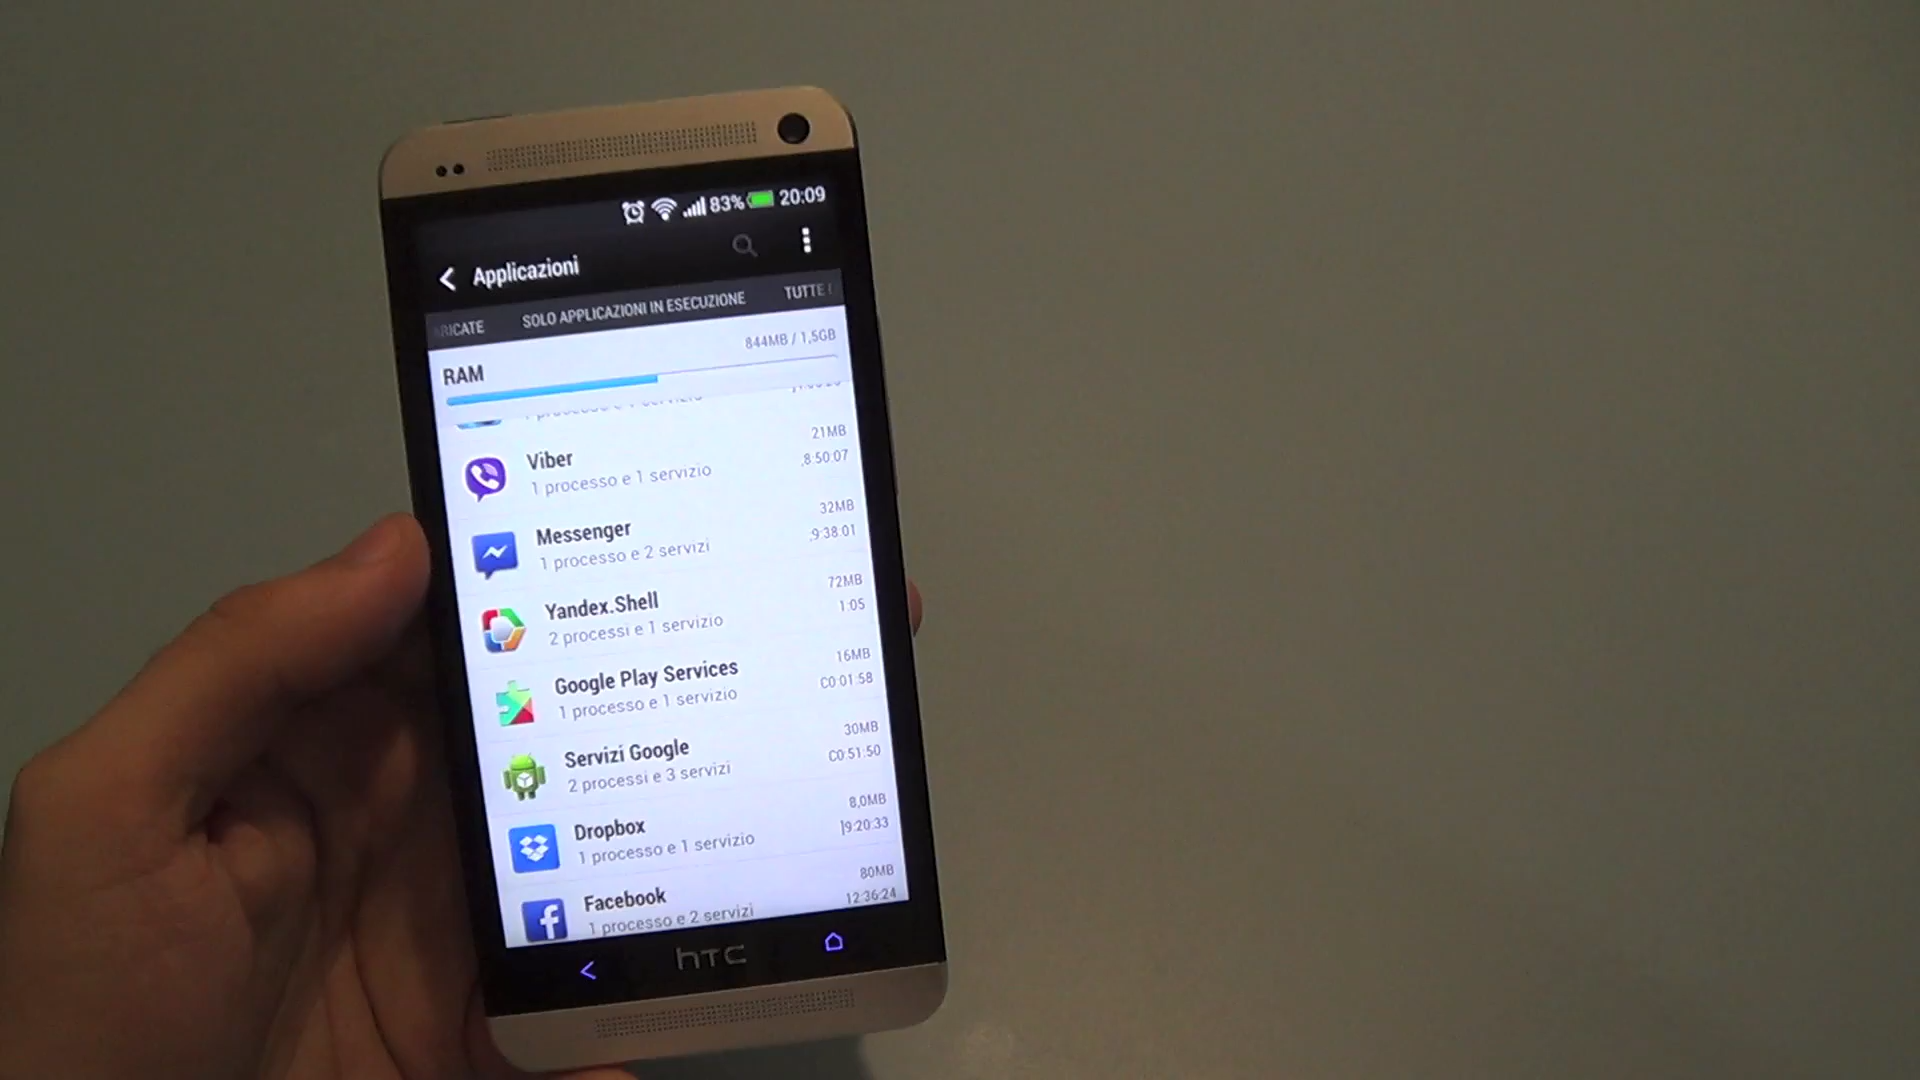 83% 20:09
Applicazioni
RICATE SOLO APPLICAZIONI IN ESECUZIONE TUTTE
RAM 844MB / 1,5GB
Viber 21MB
1 processo e 1 servizio 8:50:07
Messenger 32MB
1 processo e 2 servizi 9:38:01
Yandex.Shell 72MB
2 processi e 1 servizio 1:05
Google Play Services 16MB
1 processo e 1 servizio 0:01:58
Servizi Google 30MB
2 processi e 3 servizi 0:51:50
Dropbox 8,0MB
1 processo e 1 servizio 9:20:33
Facebook 80MB
1 processo e 2 servizi 12:36:24
hTC